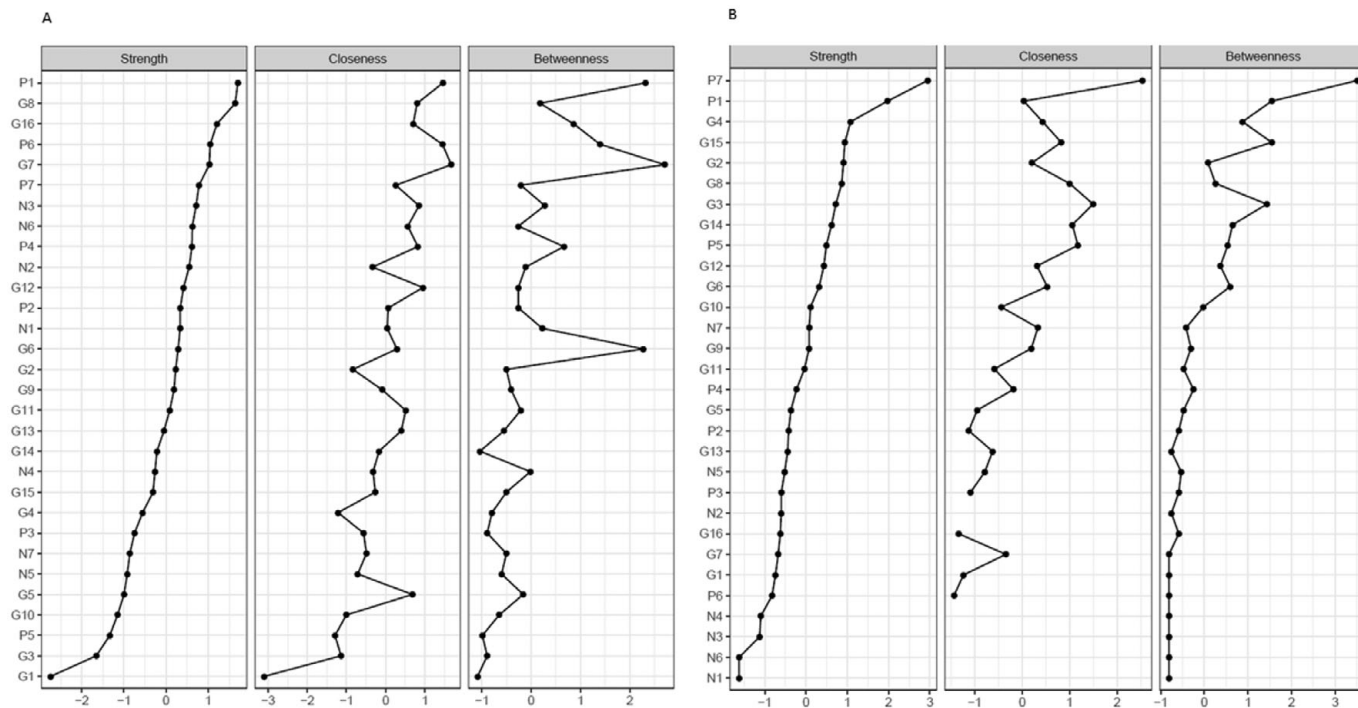 A
Strength Closeness Betweenness
P1
G8
G16
P6
G7
P7
N3
N6
P4
N2
G12
P2
N1
G6
G2
G9
G11
G13
G14
N4
G15
G4
P3
N7
N5
G5
G10
P5
G3
G1
−2 −1 0 1 −3 −2 −1 0 1 −1 0 1 2
B
Strength Closeness Betweenness
P7
P1
G4
G15
G2
G8
G3
G14
P5
G12
G6
G10
N7
G9
G11
P4
G5
P2
G13
N5
P3
N2
G16
G7
G1
P6
N4
N3
N6
N1
−1 0 1 2 3 −1 0 1 2 −1 0 1 2 3